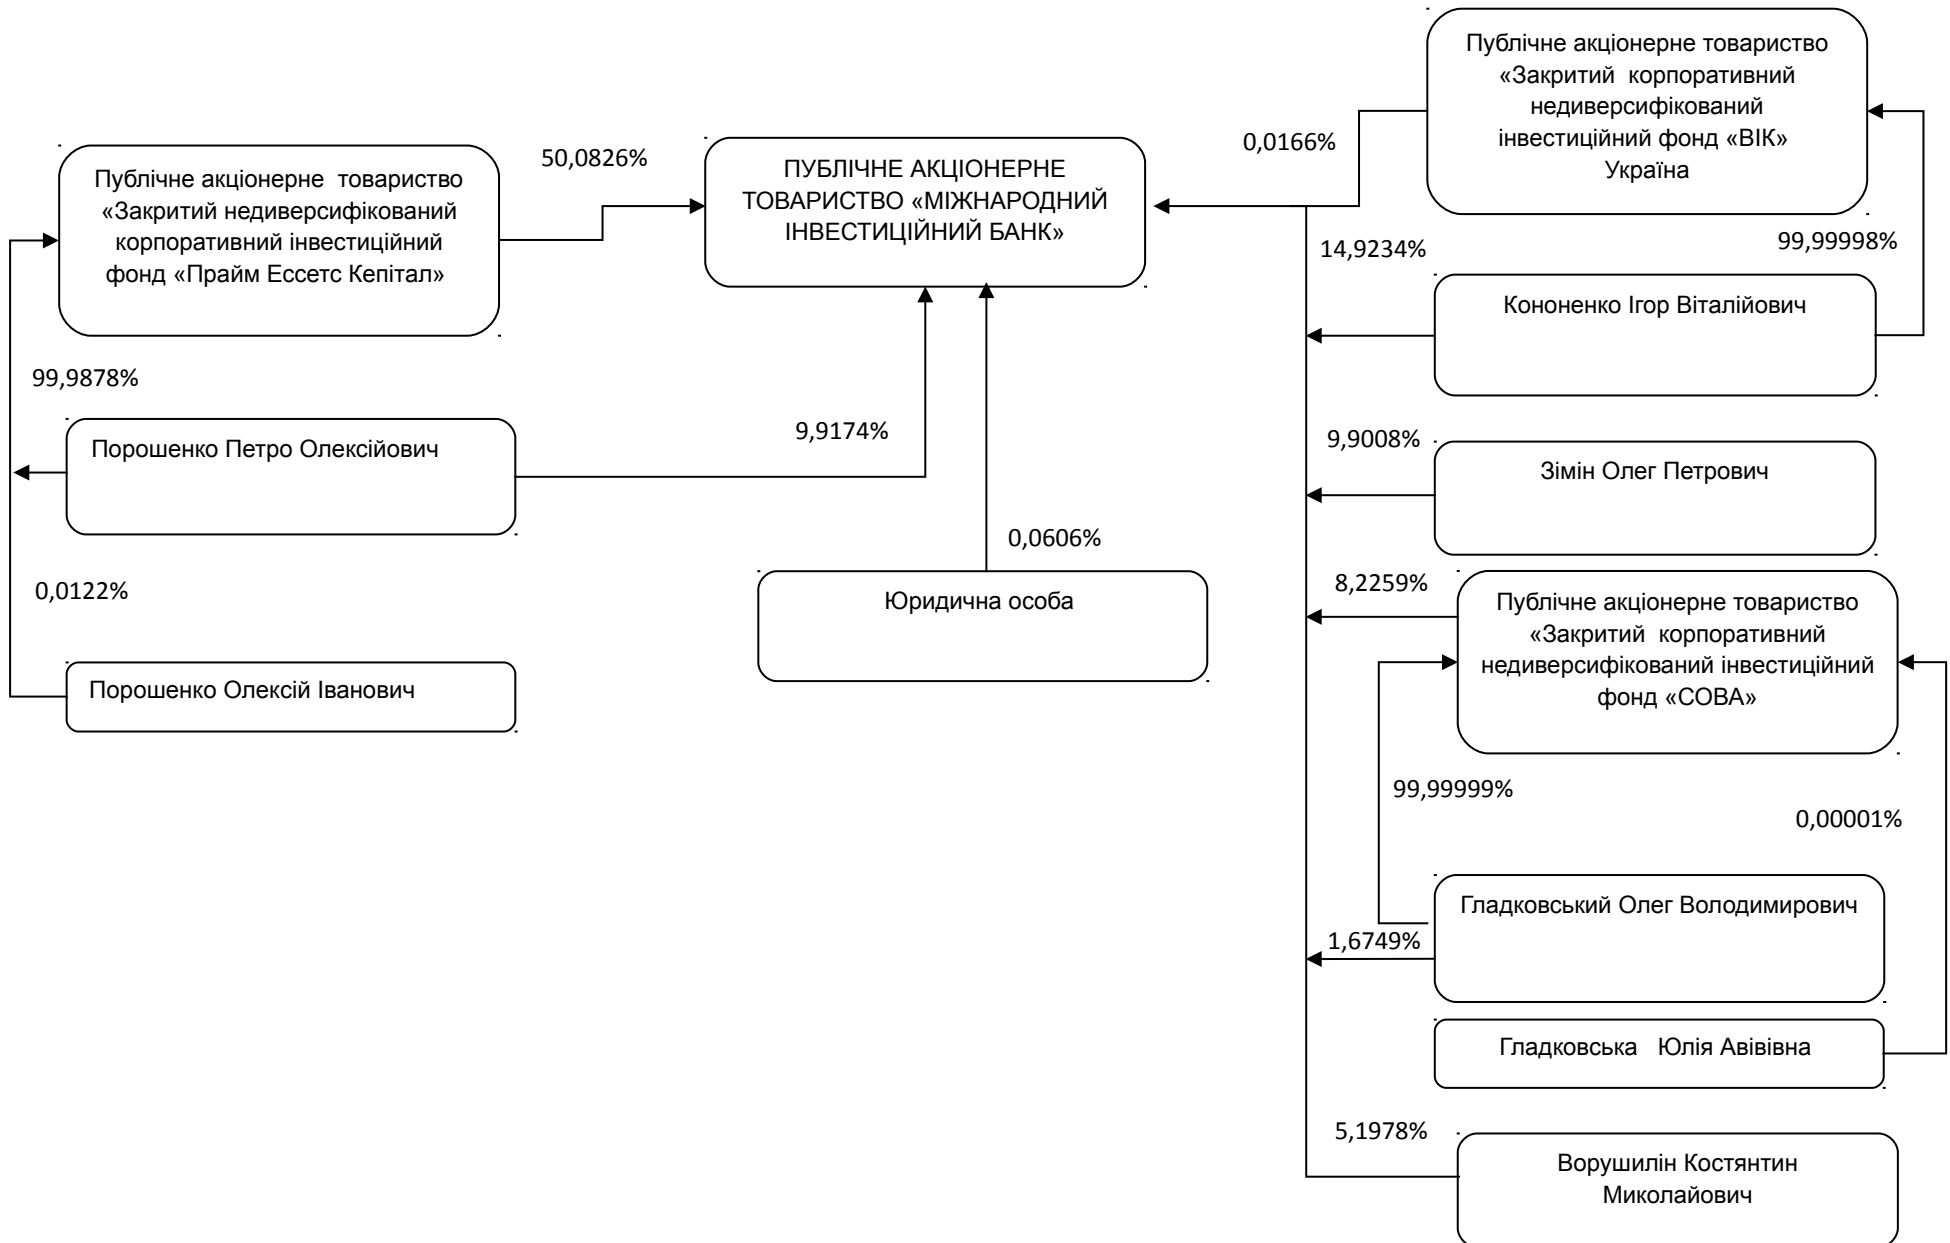 Публічне акціонерне товариство
«Закритий корпоративний
недиверсифікований
інвестиційний фонд «ВІК»
Україна
0,0166%
50,0826%
ПУБЛІЧНЕ АКЦІОНЕРНЕ
ТОВАРИСТВО «МІЖНАРОДНИЙ
ІНВЕСТИЦІЙНИЙ БАНК»
Публічне акціонерне товариство
«Закритий недиверсифікований
корпоративний інвестиційний
фонд «Прайм Ессетс Кепітал»
14,9234%
99,99998%
Кононенко Ігор Віталійович
99,9878%
Порошенко Петро Олексійович
9,9174%
9,9008%
Зімін Олег Петрович
0,0606%
0,0122%
Юридична особа
8,2259%
Публічне акціонерне товариство
«Закритий корпоративний
недиверсифікований інвестиційний
фонд «СОВА»
Порошенко Олексій Іванович
99,99999%
0,00001%
Гладковський Олег Володимирович
1,6749%
Гладковська Юлія Авівівна
5,1978%
Ворушилін Костянтин
Миколайович